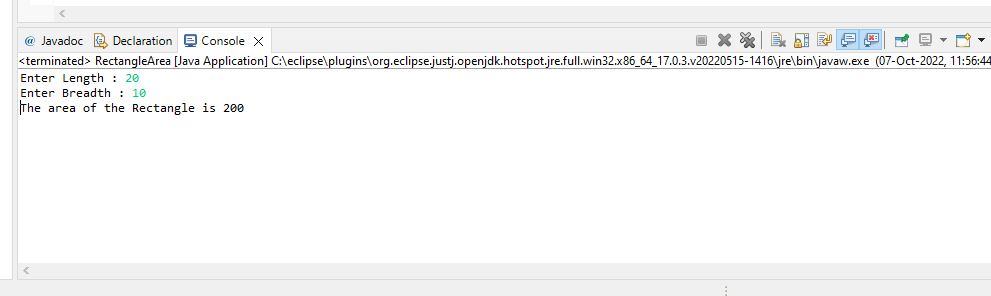 @ Javadoc Declaration Console
<terminated> RectangleArea [Java Application] C:\eclipse\plugins\org.eclipse.justj.openjdk.hotspot.jre.full.win32.x86_64_17.0.3.v20220515-1416\jre\bin\javaw.exe (07-Oct-2022, 11:56:44
Enter Length : 20
Enter Breadth : 10
The area of the Rectangle is 200